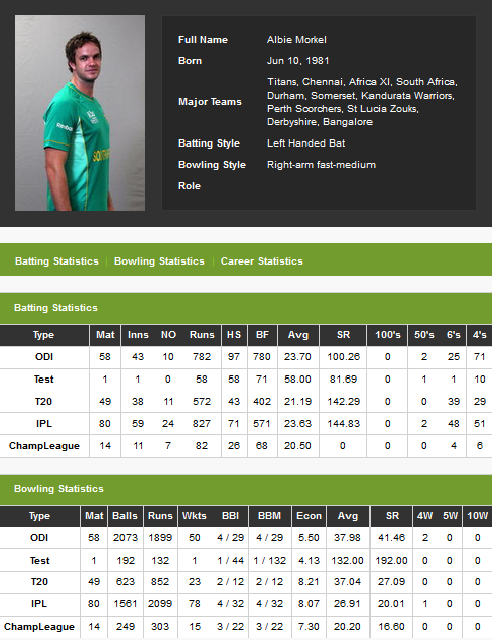 Full Name Albie Morkel
Born Jun 10, 1981
Major Teams Titans, Chennai, Africa XI, South Africa,
Durham, Somerset, Kandurata Warriors,
Perth Scorchers, St Lucia Zouks,
Derbyshire, Bangalore
Batting Style Left Handed Bat
Bowling Style Right-arm fast-medium
Role
Reebok
SOUTH
Batting Statistics | Bowling Statistics | Career Statistics
Batting Statistics
Type Mat Inns NO Runs HS BF Avg SR 100's 50's 6's 4's
ODI 58 43 10 782 97 780 23.70 100.26 0 2 25 71
Test 1 1 0 58 58 71 58.00 81.69 0 1 1 10
T20 49 38 11 572 43 402 21.19 142.29 0 0 39 29
IPL 80 59 24 827 71 571 23.63 144.83 0 2 48 51
ChampLeague 14 11 7 82 26 68 20.50 0 0 0 4 6
Bowling Statistics
Type Mat Balls Runs Wkts BBI BBM Econ Avg SR 4W 5W 10W
ODI 58 2073 1899 50 4 / 29 4 / 29 5.50 37.98 41.46 2 0 0
Test 1 192 132 1 1 / 44 1 / 132 4.13 132.00 192.00 0 0 0
T20 49 623 852 23 2 / 12 2 / 12 8.21 37.04 27.09 0 0 0
IPL 80 1561 2099 78 4 / 32 4 / 32 8.07 26.91 20.01 1 0 0
ChampLeague 14 249 303 15 3 / 22 3 / 22 7.30 20.20 16.60 0 0 0